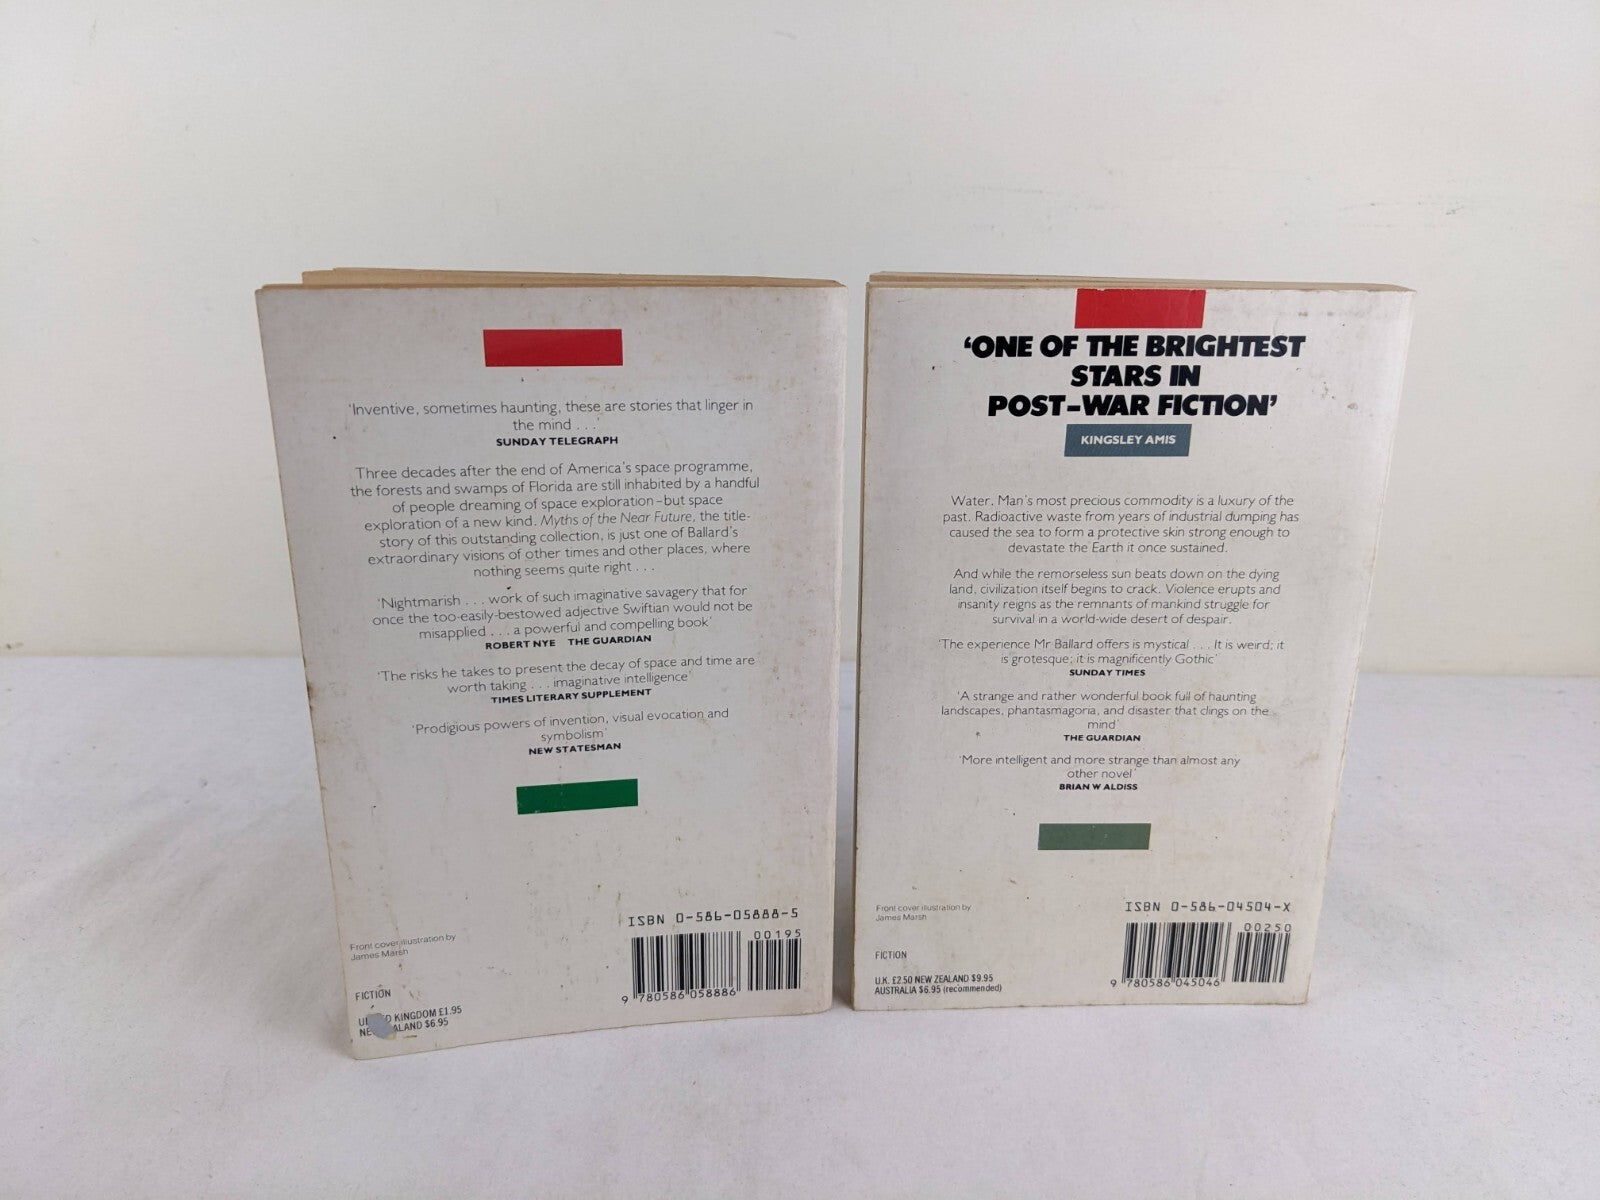 'Inventive, sometimes haunting, these are stories that linger in
the mind . . .'
SUNDAY TELEGRAPH
Three decades after the end of America's space programme,
the forests and swamps of Florida are still inhabited by a handful
of people dreaming of space exploration – but space
exploration of a new kind. Myths of the Near Future, the title-
story of this outstanding collection, is just one of Ballard's
extraordinary visions of other times and other places, where
nothing seems quite right . . .
'Nightmarish . . . work of such imaginative savagery that for
once the too-easily-bestowed adjective Swiftian would not be
misapplied . . . a powerful and compelling book'
ROBERT NYE THE GUARDIAN
'The risks he takes to present the decay of space and time are
worth taking . . . imaginative intelligence'
TIMES LITERARY SUPPLEMENT
'Prodigious powers of invention, visual evocation and
symbolism'
NEW STATESMAN
ISBN 0-586-05888-5
00195
9 780586 058886
Front cover illustration by
James Marsh
FICTION
KINGDOM £1.95
$6.95
'ONE OF THE BRIGHTEST
STARS IN
POST-WAR FICTION'
KINGSLEY AMIS
Water. Man's most precious commodity is a luxury of the
past. Radioactive waste from years of industrial dumping has
caused the sea to form a protective skin strong enough to
devastate the Earth it once sustained.
And while the remorseless sun beats down on the dying
land, civilization itself begins to crack. Violence erupts and
insanity reigns as the remnants of mankind struggle for
survival in a world-wide desert of despair.
'The experience Mr Ballard offers is mystical . . . It is weird; it
is grotesque; it is magnificently Gothic'
SUNDAY TIMES
'A strange and rather wonderful book full of haunting
landscapes, phantasmagoria, and disaster that clings on the
mind'
THE GUARDIAN
'More intelligent and more strange than almost any
other novel'
BRIAN W ALDISS
Front cover illustration by
James Marsh
ISBN 0-586-04504-X
00250
9 780586 045046
FICTION
U.K. £2.50 NEW ZEALAND $9.95
AUSTRALIA $6.95 (recommended)